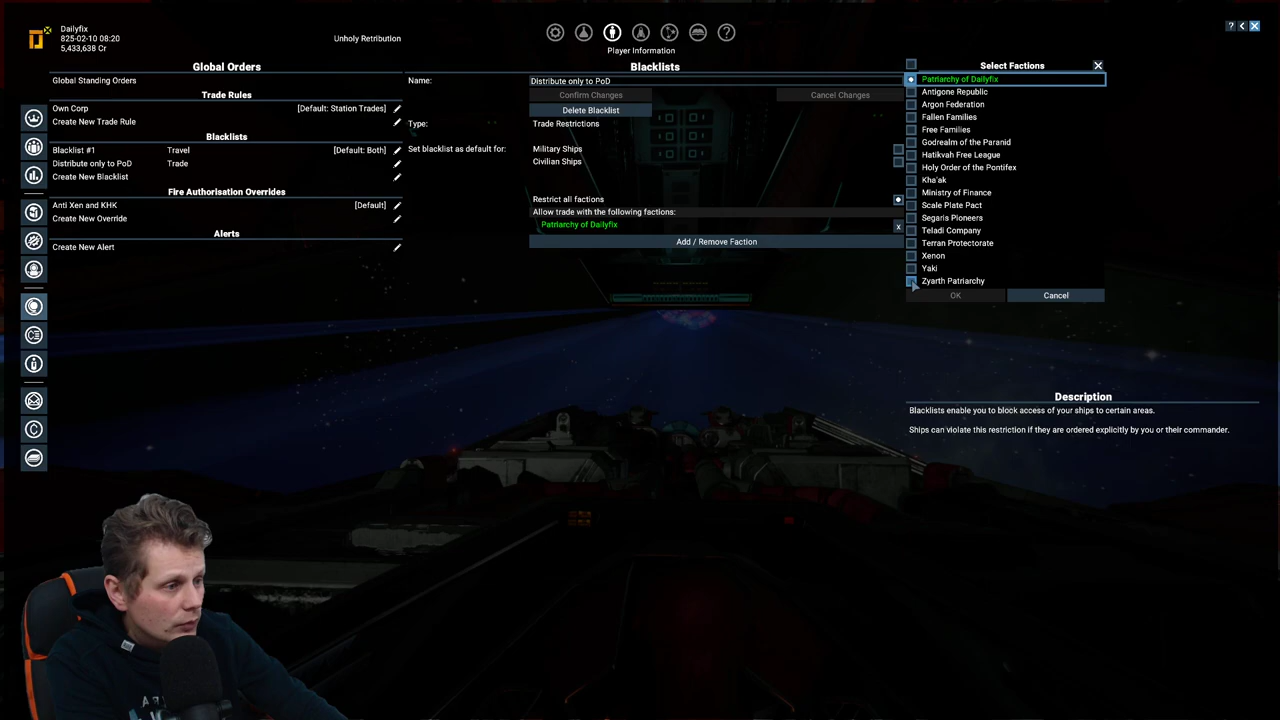 Dailyfix
825-02-10 08:20
5,433,638 Cr
Unholy Retribution
Player Information
? <
Global Orders
Global Standing Orders
Trade Rules
Own Corp [Default: Station Trades]
Create New Trade Rule
Blacklists
Blacklist #1 Travel [Default: Both]
Distribute only to PoD Trade
Create New Blacklist
Fire Authorisation Overrides
Anti Xen and KHK [Default]
Create New Override
Alerts
Create New Alert
Blacklists
Name: Distribute only to PoD
Confirm Changes Cancel Changes
Delete Blacklist
Type: Trade Restrictions
Set blacklist as default for: Military Ships
Civilian Ships
Restrict all factions
Allow trade with the following factions:
Patriarchy of Dailyfix x
Add / Remove Faction
Select Factions
Patriarchy of Dailyfix
Antigone Republic
Argon Federation
Fallen Families
Free Families
Godrealm of the Paranid
Hatikvah Free League
Holy Order of the Pontifex
Kha'ak
Ministry of Finance
Scale Plate Pact
Segaris Pioneers
Teladi Company
Terran Protectorate
Xenon
Yaki
Zyarth Patriarchy
OK Cancel
Description
Blacklists enable you to block access of your ships to certain areas.
Ships can violate this restriction if they are ordered explicitly by you or their commander.